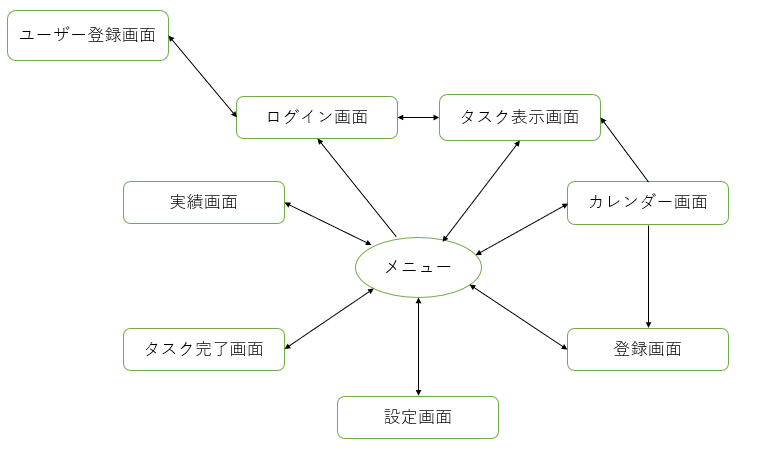 ユーザー登録画面
ログイン画面
タスク表示画面
実績画面
カレンダー画面
メニュー
タスク完了画面
登録画面
設定画面